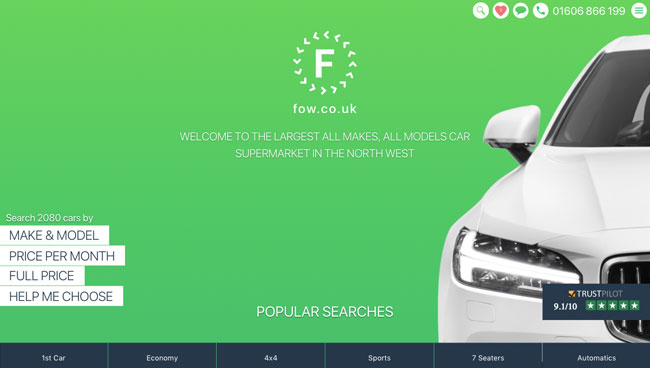 01606 866 199
F
fow.co.uk
WELCOME TO THE LARGEST ALL MAKES, ALL MODELS CAR
SUPERMARKET IN THE NORTH WEST
Search 2080 cars by
MAKE & MODEL
PRICE PER MONTH
FULL PRICE
HELP ME CHOOSE
TRUSTPILOT
9.1/10
POPULAR SEARCHES
1st Car
Economy
4x4
Sports
7 Seaters
Automatics